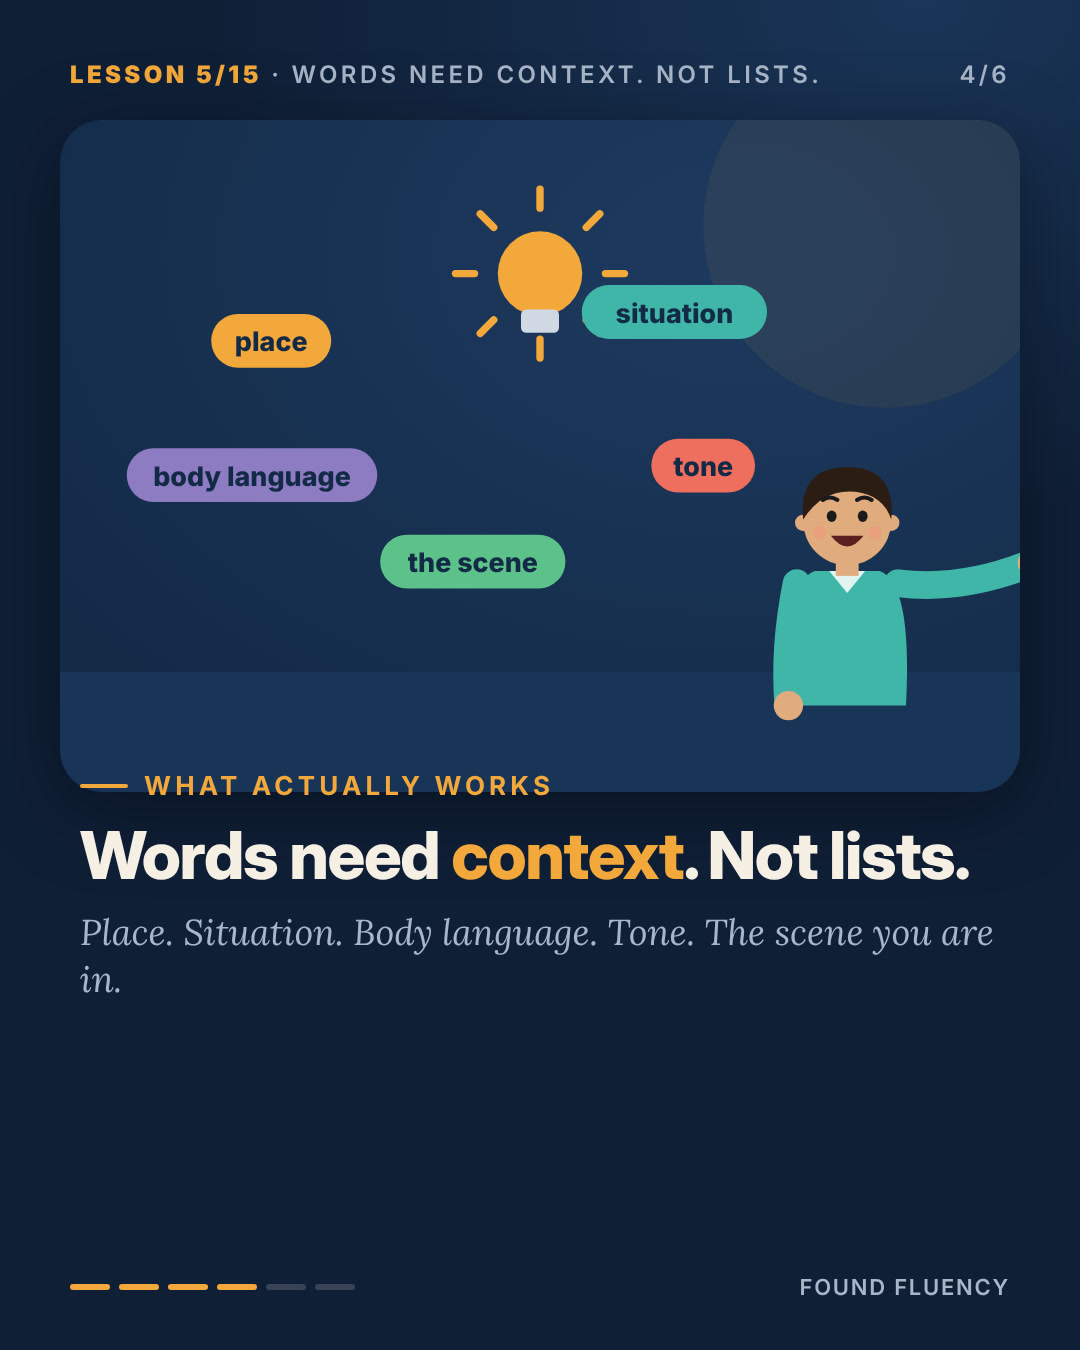 LESSON 5/15 · WORDS NEED CONTEXT. NOT LISTS.
4/6
situation
place
tone
body language
the scene
WHAT ACTUALLY WORKS
Words need context. Not lists.
Place. Situation. Body language. Tone. The scene you are
in.
FOUND FLUENCY